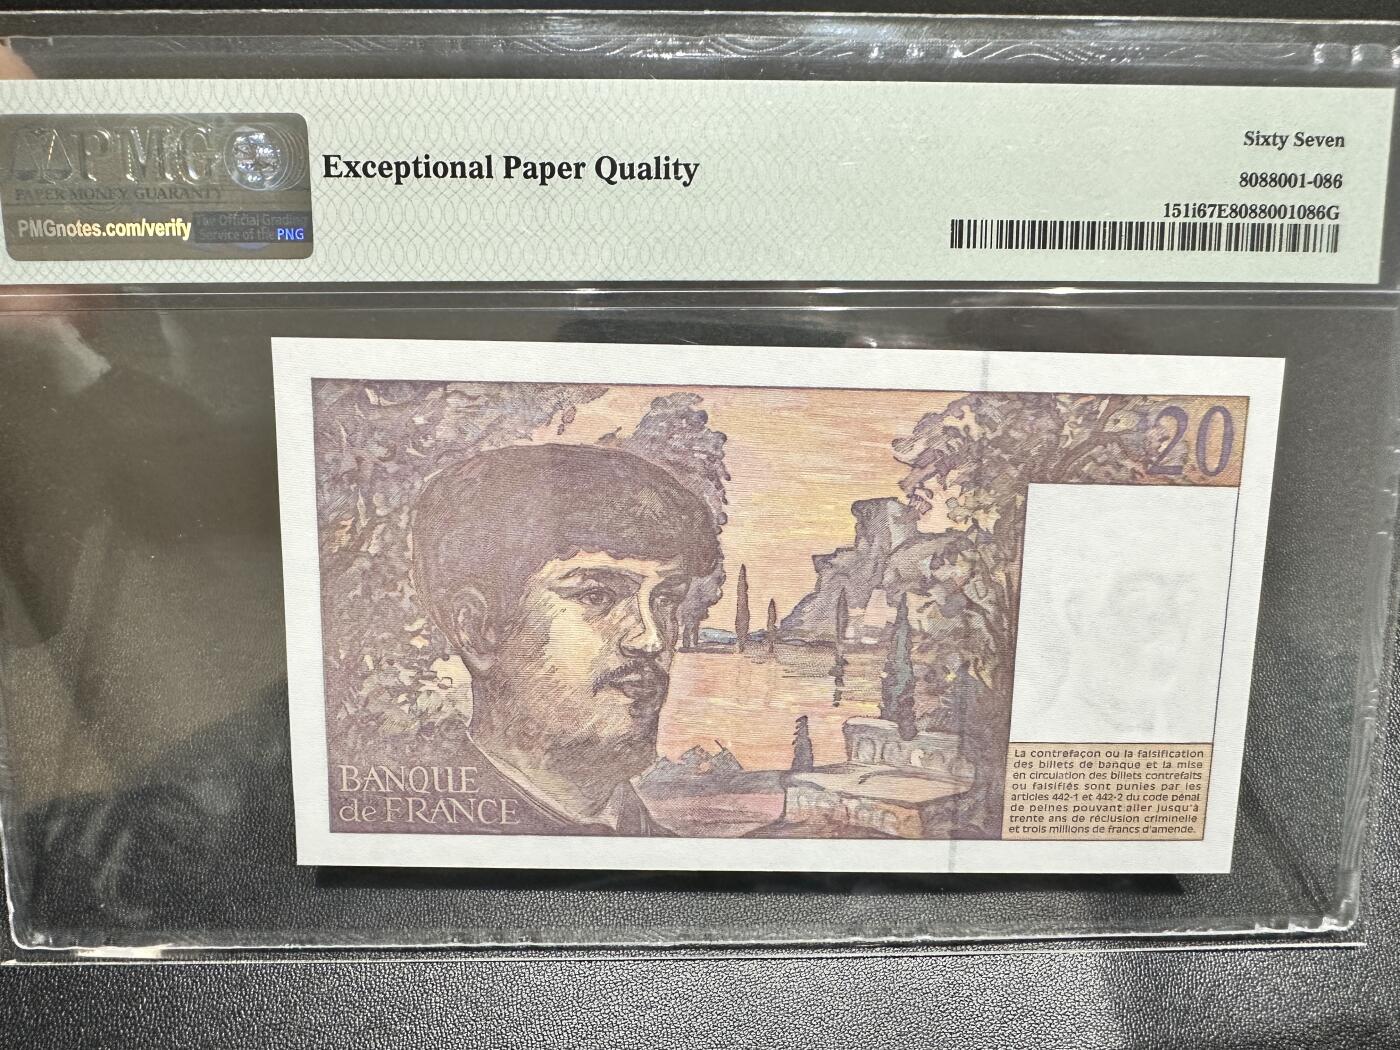 PMG
PAPER MONEY GUARANTY
PMGnotes.com/verify
The Official Grading
Service of the PNG
Exceptional Paper Quality
Sixty Seven
8088001-086
151i67E8088001086G
20
BANQUE
de FRANCE
La contrefaçon ou la falsification
des billets de banque et la mise
en circulation des billets contrefaits
ou falsifiés sont punies par les
articles 442-1 et 442-2 du code pénal
de peines pouvant aller jusqu'à
trente ans de réclusion criminelle
et trois millions de francs d'amende.